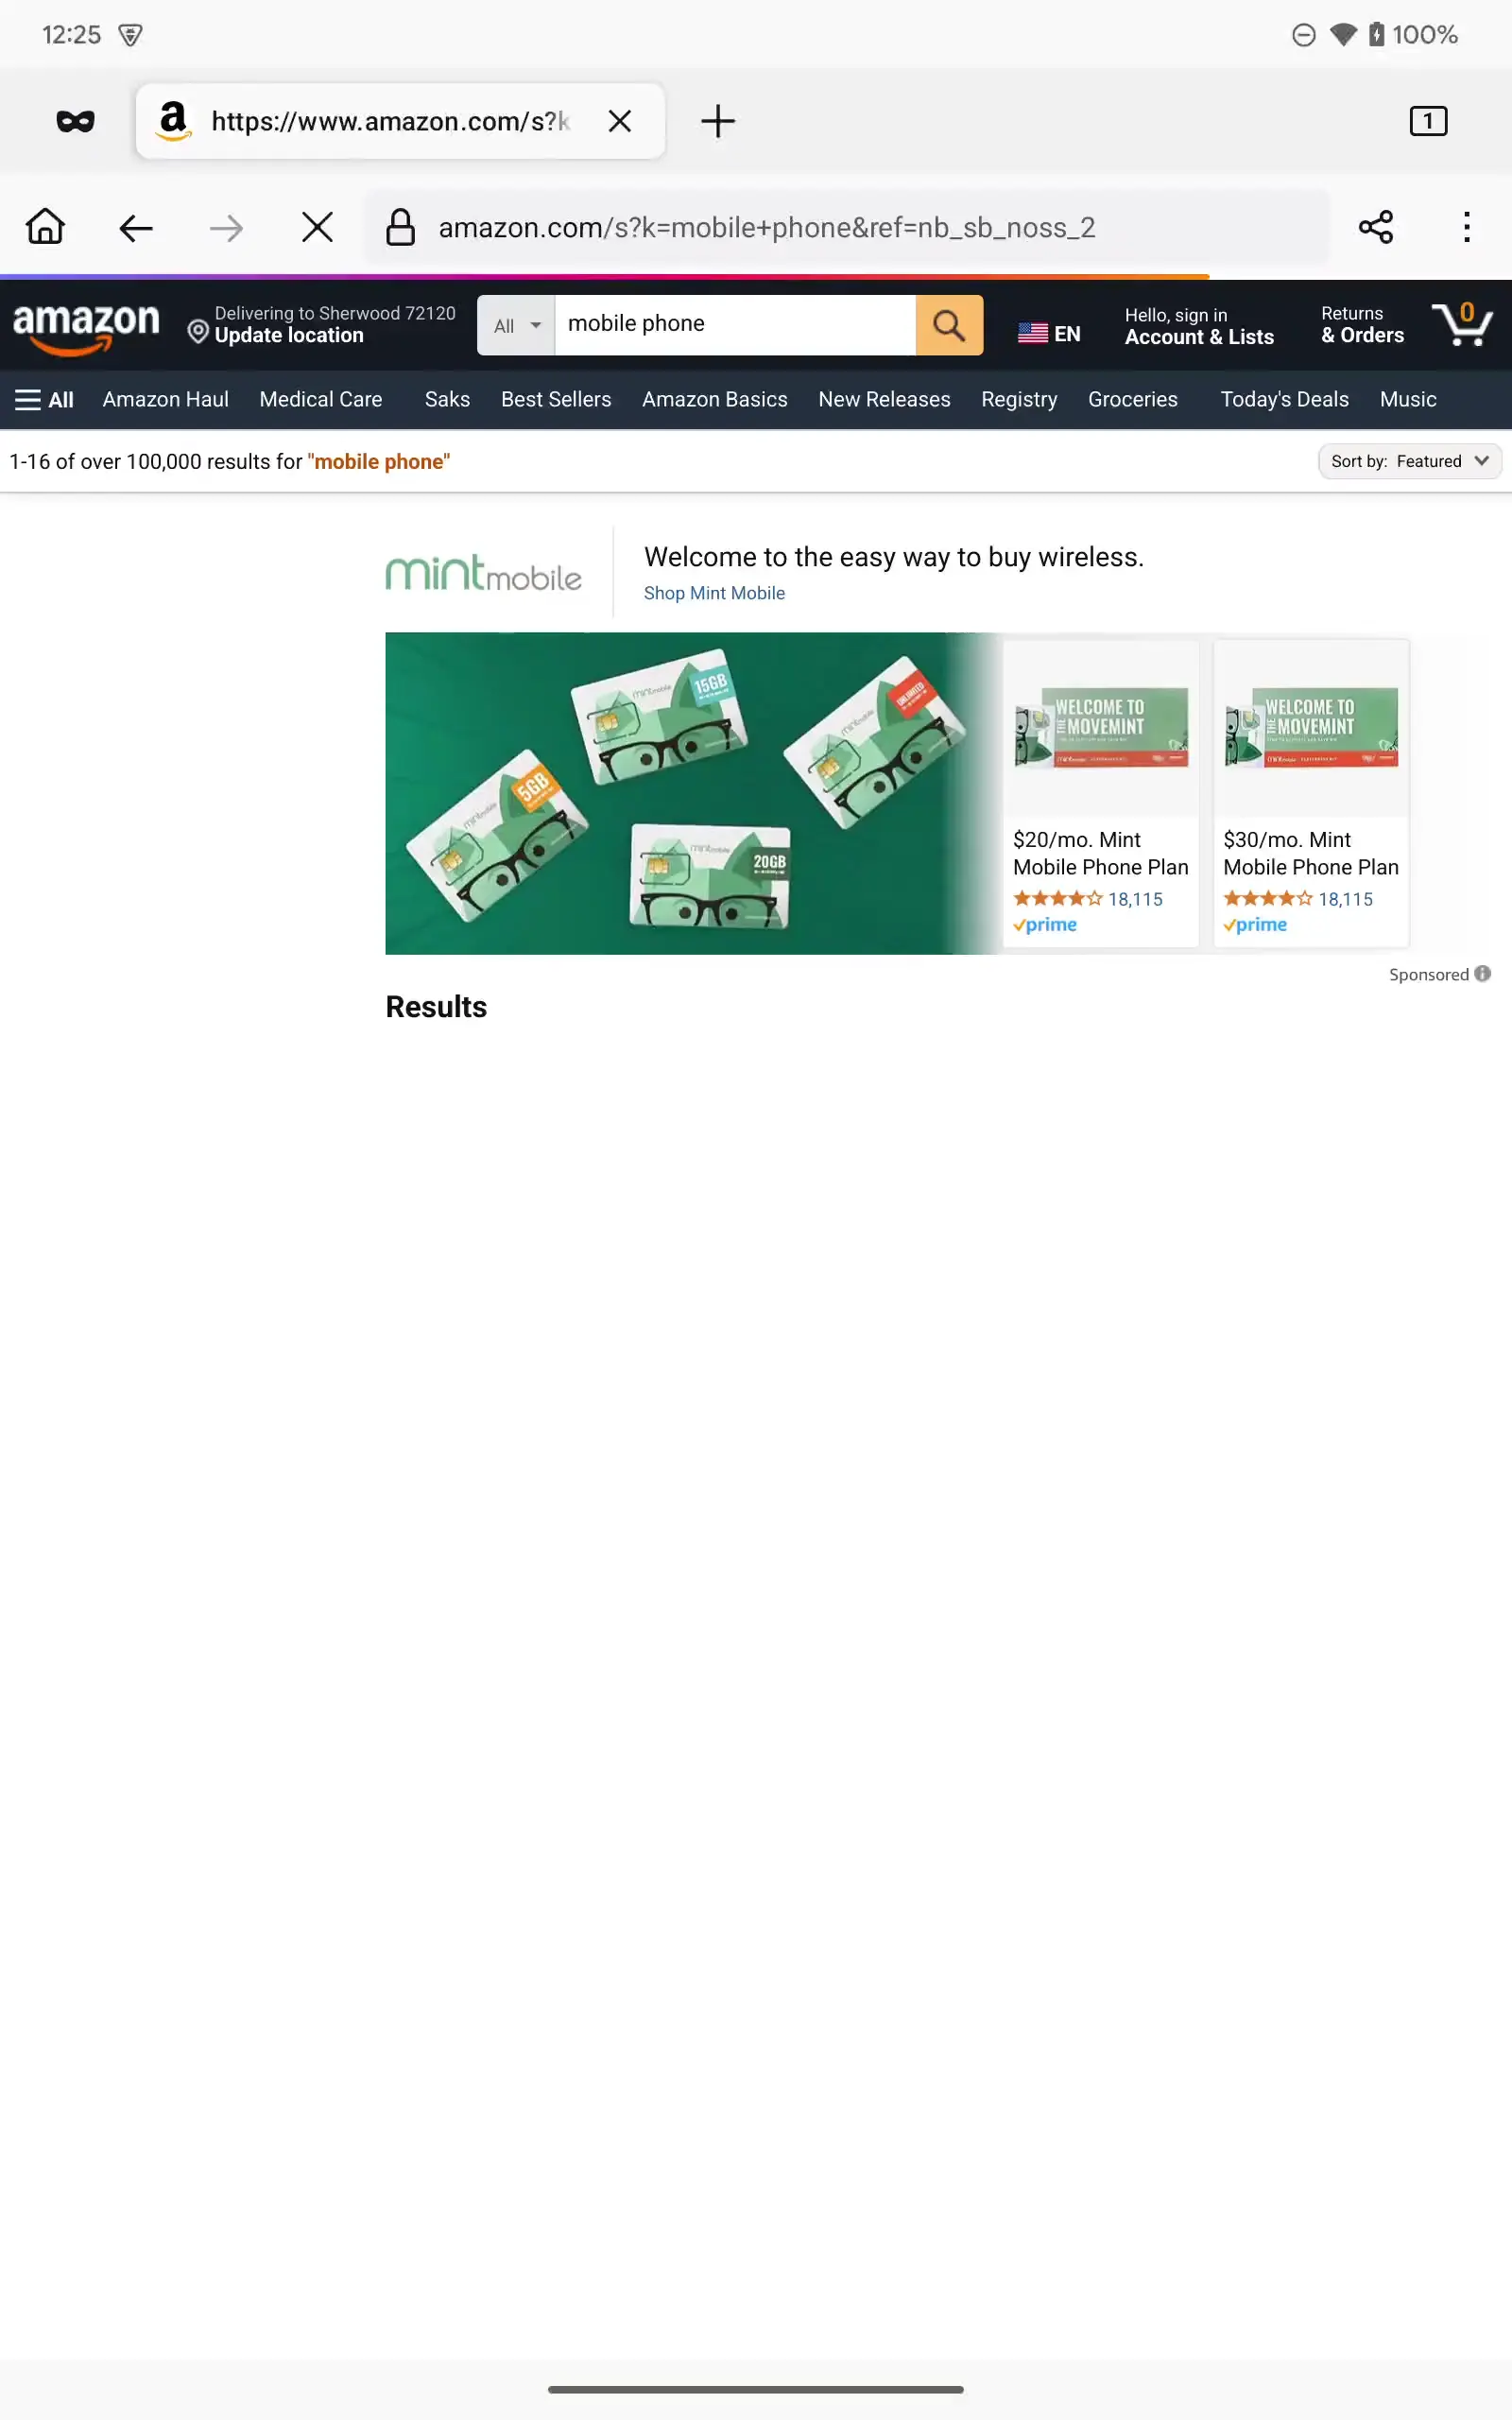 12:25
100%
https://www.amazon.com/s?k
1
amazon.com/s?k=mobile+phone&ref=nb_sb_noss_2
amazon
Delivering to Sherwood 72120
Update location
All
mobile phone
EN
Hello, sign in
Account & Lists
Returns
& Orders
0
All
Amazon Haul
Medical Care
Saks
Best Sellers
Amazon Basics
New Releases
Registry
Groceries
Today's Deals
Music
1-16 of over 100,000 results for "mobile phone"
Sort by: Featured
mintmobile
Welcome to the easy way to buy wireless.
Shop Mint Mobile
15GB
mintmobile
UNLIMITED
mintmobile
5GB
mintmobile
20GB
mintmobile
WELCOME TO
THE MOVEMINT
WELCOME TO
THE MOVEMINT
$20/mo. Mint
Mobile Phone Plan
18,115
prime
$30/mo. Mint
Mobile Phone Plan
18,115
prime
Sponsored
Results